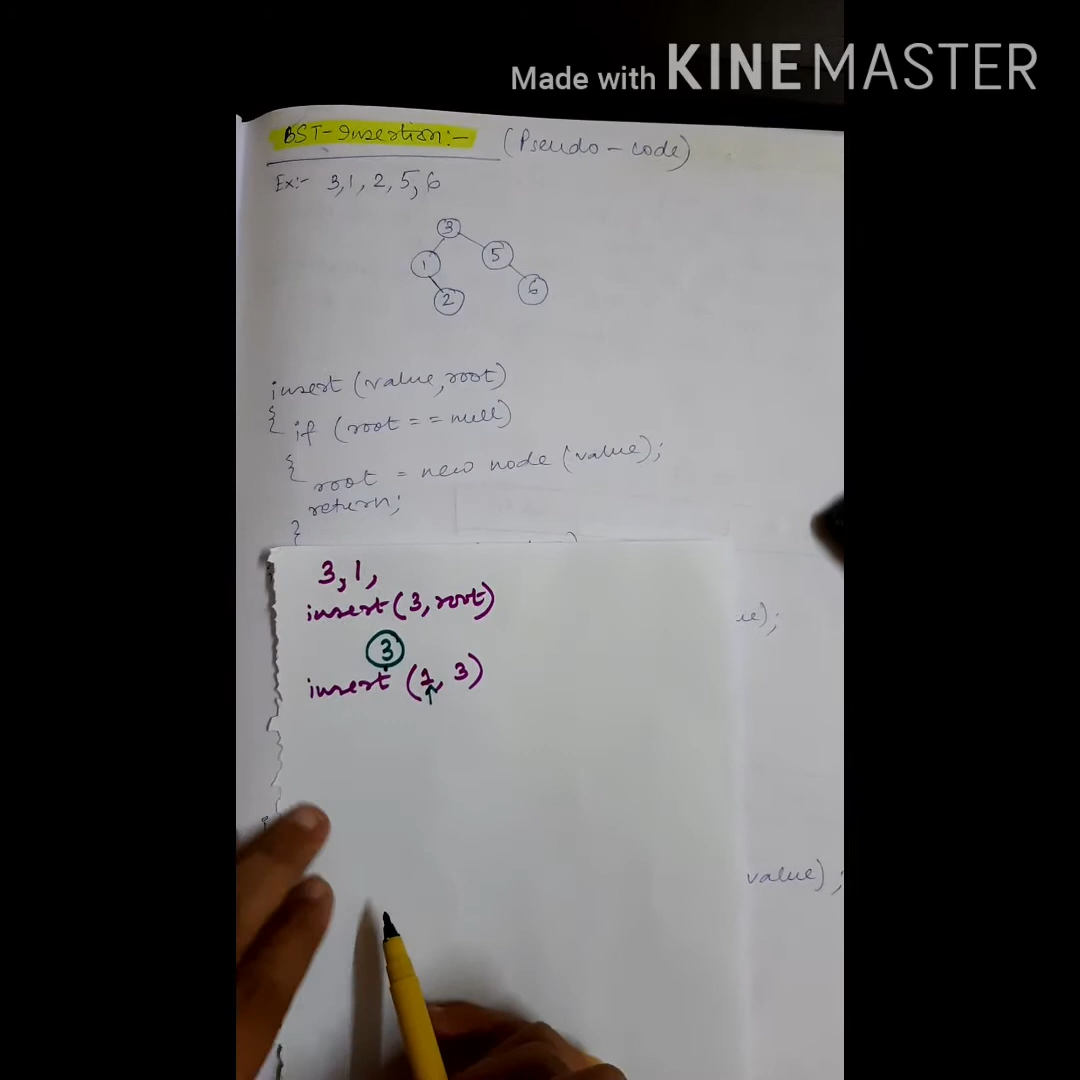 Made with KINEMASTER
BST-Insertion:- (Pseudo-code)
Ex:- 3,1,2,5,6
3
1 5
2 6
insert (value,root)
{ if (root == null)
{ root = new node (value);
return;
}
3,1,
insert(3,root)
3
insert (1, 3)
value) ;